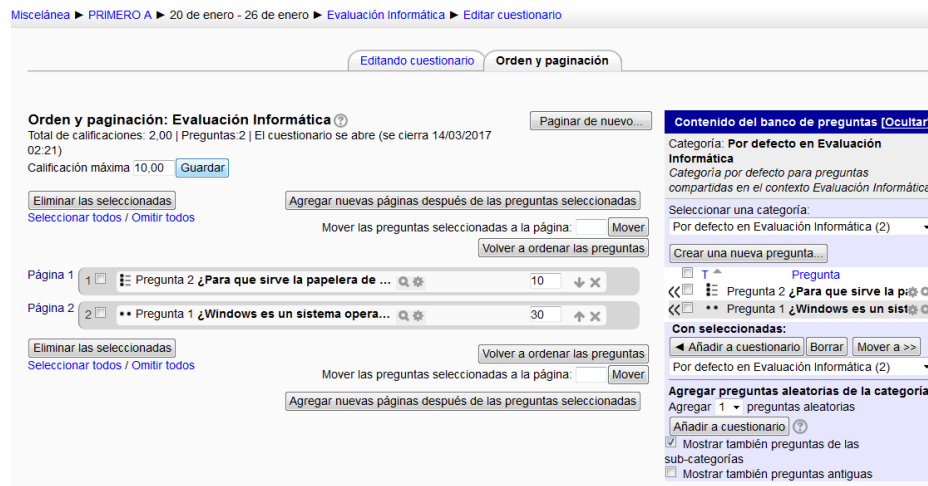 Miscelánea ► PRIMERO A ► 20 de enero - 26 de enero ► Evaluación Informática ► Editar cuestionario
Editando cuestionario
Orden y paginación
Orden y paginación: Evaluación Informática
Paginar de nuevo...
Total de calificaciones: 2,00 | Preguntas:2 | El cuestionario se abre (se cierra 14/03/2017
02:21)
Calificación máxima 10,00 Guardar
Eliminar las seleccionadas
Agregar nuevas páginas después de las preguntas seleccionadas
Seleccionar todos / Omitir todos
Mover las preguntas seleccionadas a la página: Mover
Volver a ordenar las preguntas
Página 1
1 Pregunta 2 ¿Para que sirve la papelera de ... 10
Página 2
2 Pregunta 1 ¿Windows es un sistema opera... 30
Eliminar las seleccionadas
Volver a ordenar las preguntas
Seleccionar todos / Omitir todos
Mover las preguntas seleccionadas a la página: Mover
Agregar nuevas páginas después de las preguntas seleccionadas
Contenido del banco de preguntas [Ocultar
Categoría: Por defecto en Evaluación
Informática
Categoría por defecto para preguntas
compartidas en el contexto Evaluación Informática
Seleccionar una categoría:
Por defecto en Evaluación Informática (2)
Crear una nueva pregunta...
T Pregunta
Pregunta 2 ¿Para que sirve la pa
Pregunta 1 ¿Windows es un sist
Con seleccionadas:
◄ Añadir a cuestionario Borrar Mover a >>
Por defecto en Evaluación Informática (2)
Agregar preguntas aleatorias de la categoría
Agregar 1 preguntas aleatorias
Añadir a cuestionario
Mostrar también preguntas de las
sub-categorías
Mostrar también preguntas antiguas